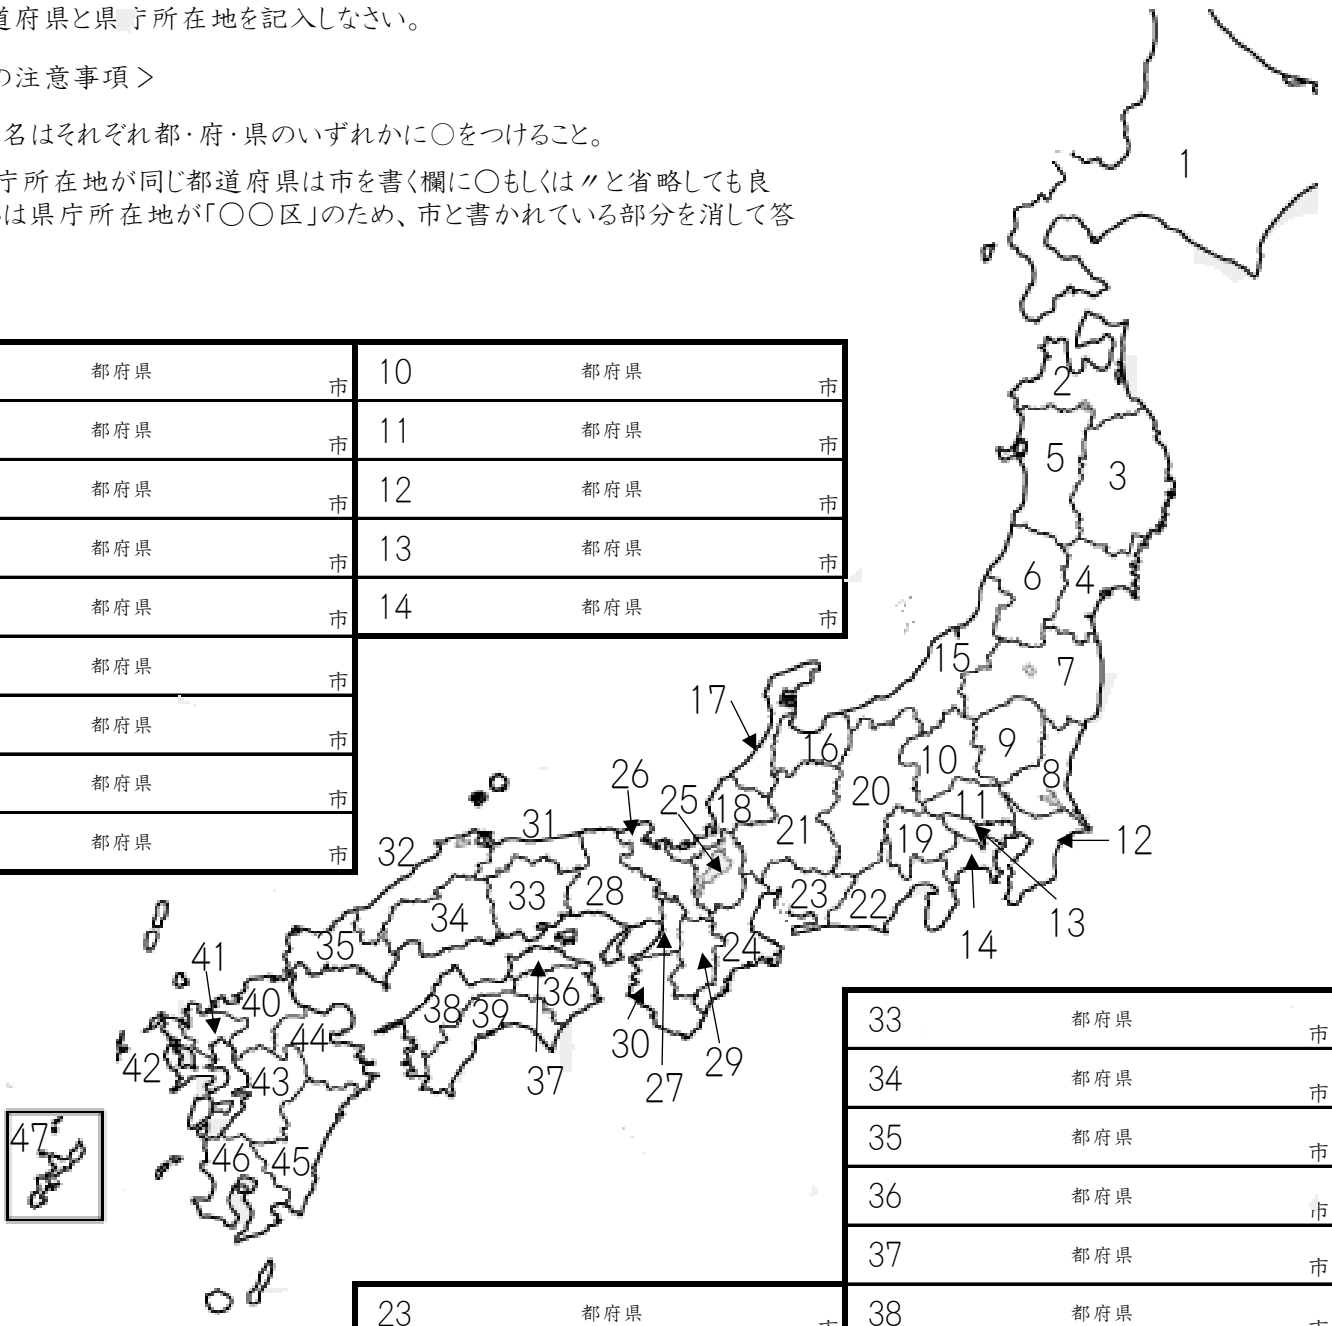 道府県と県庁所在地を記入しなさい。
の注意事項＞
名はそれぞれ都・府・県のいずれかに○をつけること。
庁所在地が同じ都道府県は市を書く欄に○もしくは〃と省略しても良
は県庁所在地が「○○区」のため、市と書かれている部分を消して答
都府県 市 10 都府県 市
都府県 市 11 都府県 市
都府県 市 12 都府県 市
都府県 市 13 都府県 市
都府県 市 14 都府県 市
都府県 市
都府県 市
都府県 市
都府県 市
1
2
5
3
6
4
15
7
17
16
10
9
8
26
25
18
20
11
31
21
19
12
32
33
28
23
22
13
34
14
35
24
41
40
38
39
36
30
29
42
44
43
37
27
47
46
45
33 都府県 市
34 都府県 市
35 都府県 市
36 都府県 市
37 都府県 市
23 都府県 市 38 都府県 市